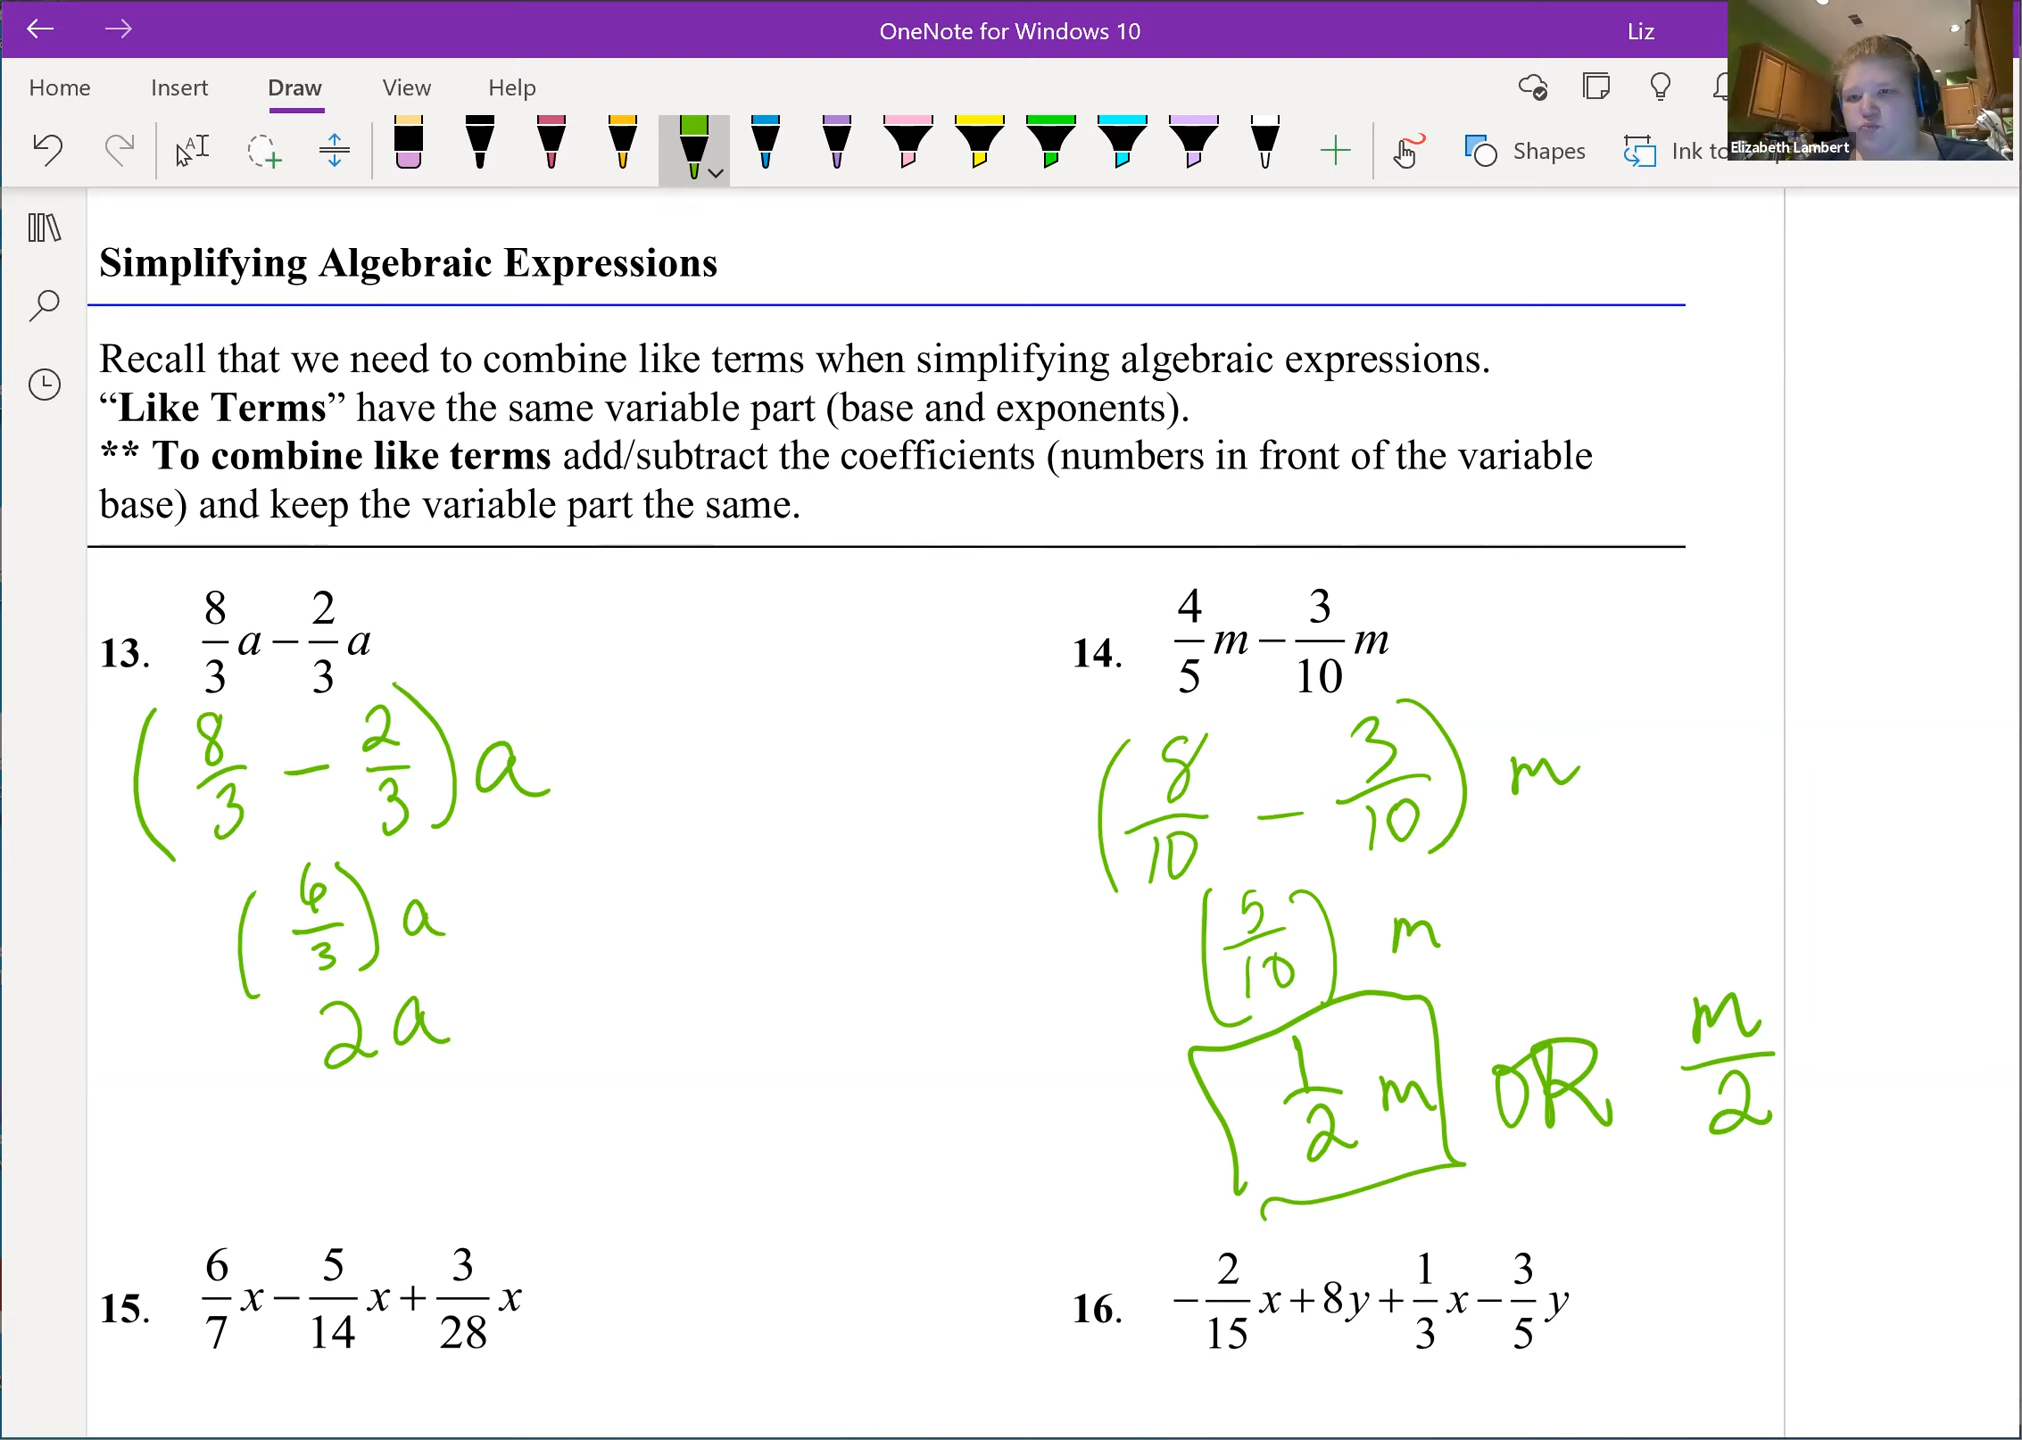 OneNote for Windows 10
Liz
Home Insert Draw View Help
Shapes
Ink to
Elizabeth Lambert
Simplifying Algebraic Expressions
Recall that we need to combine like terms when simplifying algebraic expressions.
“Like Terms” have the same variable part (base and exponents).
** To combine like terms add/subtract the coefficients (numbers in front of the variable
base) and keep the variable part the same.
13. 8/3 a − 2/3 a
(8/3 − 2/3) a
(6/3) a
2a
14. 4/5 m − 3/10 m
(8/10 − 3/10) m
(5/10) m
1/2 m OR m/2
15. 6/7 x − 5/14 x + 3/28 x
16. −2/15 x + 8y + 1/3 x − 3/5 y